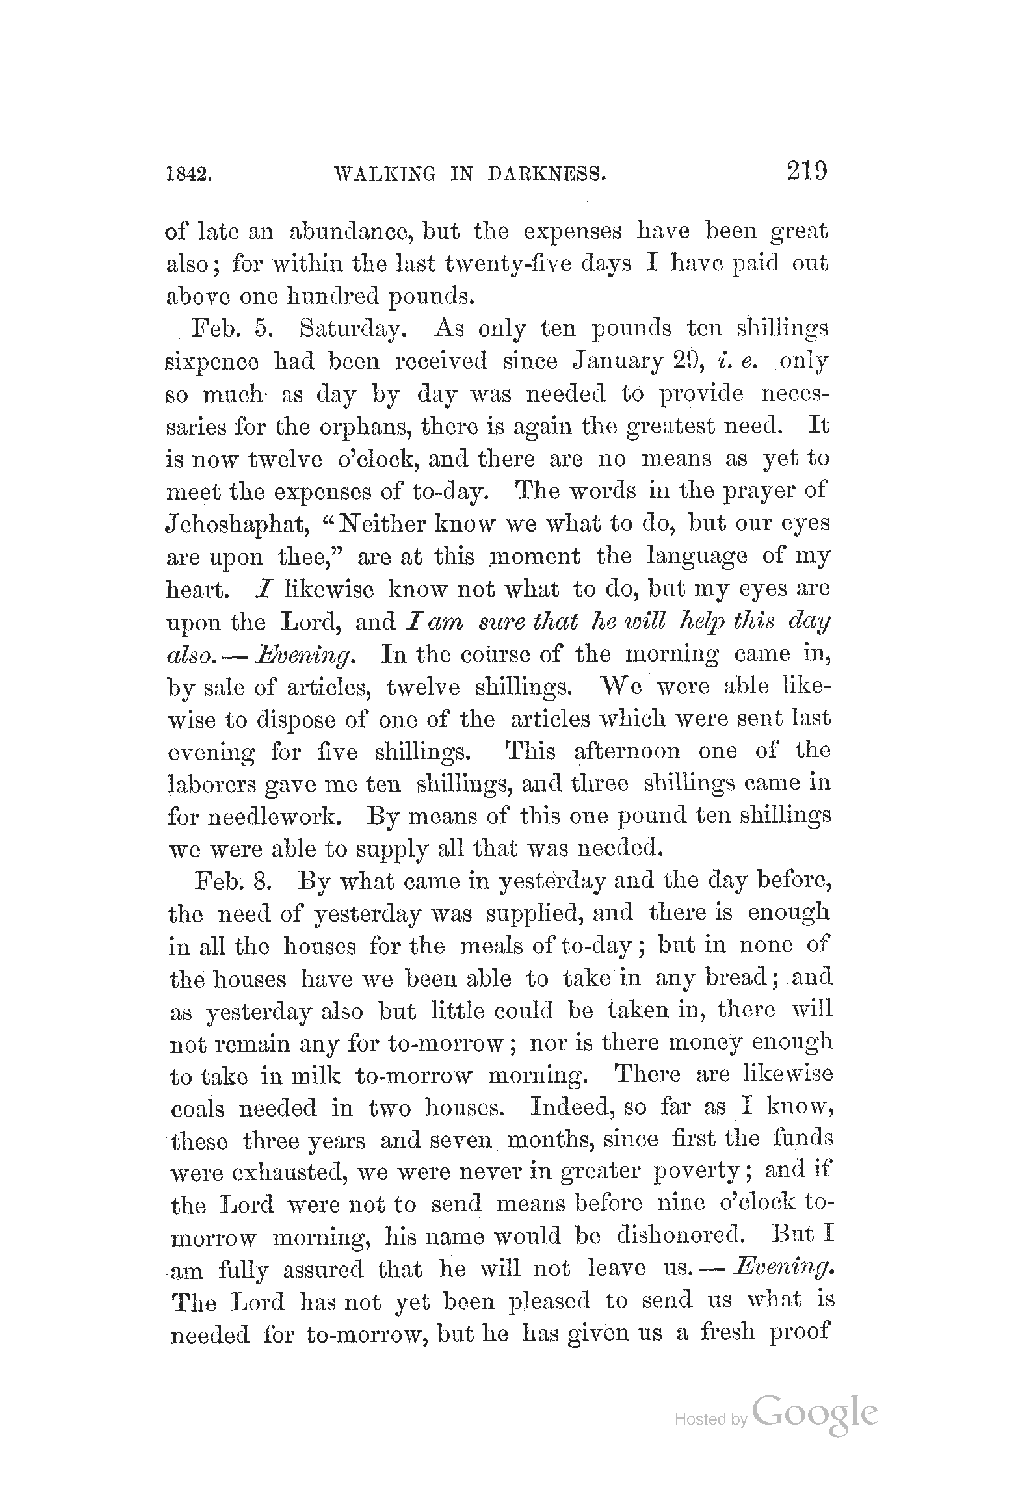 1842. WALKING IN DARKNESS. 219
of late an abundance, but the expenses have been great
also; for within the last twenty-five days I have paid out
above one hundred pounds.
Feb. 5. Saturday. As only ten pounds ten shillings
sixpence had been received since January 29, i. e. only
so much as day by day was needed to provide neces-
saries for the orphans, there is again the greatest need. It
is now twelve o'clock, and there are no means as yet to
meet the expenses of to-day. The words in the prayer of
Jehoshaphat, "Neither know we what to do, but our eyes
are upon thee," are at this moment the language of my
heart. I likewise know not what to do, but my eyes are
upon the Lord, and I am sure that he will help this day
also. — Evening. In the course of the morning came in,
by sale of articles, twelve shillings. We were able like-
wise to dispose of one of the articles which were sent last
evening for five shillings. This afternoon one of the
laborers gave me ten shillings, and three shillings came in
for needlework. By means of this one pound ten shillings
we were able to supply all that was needed.
Feb. 8. By what came in yesterday and the day before,
the need of yesterday was supplied, and there is enough
in all the houses for the meals of to-day; but in none of
the houses have we been able to take in any bread; and
as yesterday also but little could be taken in, there will
not remain any for to-morrow; nor is there money enough
to take in milk to-morrow morning. There are likewise
coals needed in two houses. Indeed, so far as I know,
these three years and seven months, since first the funds
were exhausted, we were never in greater poverty; and if
the Lord were not to send means before nine o'clock to-
morrow morning, his name would be dishonored. But I
am fully assured that he will not leave us. — Evening.
The Lord has not yet been pleased to send us what is
needed for to-morrow, but he has given us a fresh proof
Hosted by Google